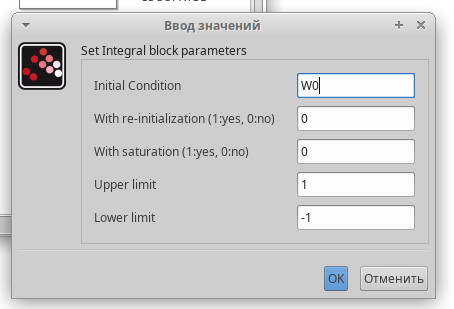 Ввод значений
Set Integral block parameters
Initial Condition W0
With re-initialization (1:yes, 0:no) 0
With saturation (1:yes, 0:no) 0
Upper limit 1
Lower limit -1
OK Отменить